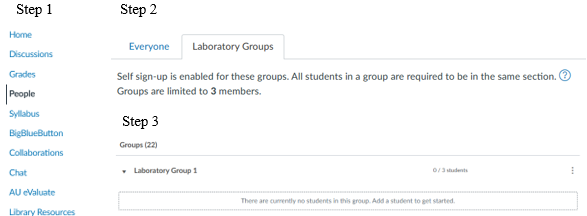 Step 1
Home
Discussions
Grades
People
Syllabus
BigBlueButton
Collaborations
Chat
AU eValuate
Library Resources
Step 2
Everyone
Laboratory Groups
Self sign-up is enabled for these groups. All students in a group are required to be in the same section. ?
Groups are limited to 3 members.
Step 3
Groups (22)
Laboratory Group 1 0 / 3 students
There are currently no students in this group. Add a student to get started.